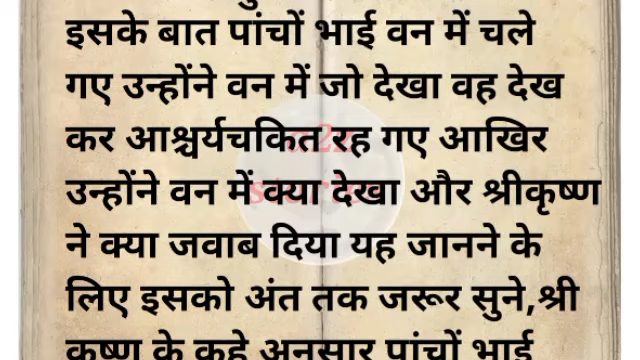 इसके बात पांचों भाई वन में चले
गए उन्होंने वन में जो देखा वह देख
कर आश्चर्यचकित रह गए आखिर
उन्होंने वन में क्या देखा और श्रीकृष्ण
ने क्या जवाब दिया यह जानने के
लिए इसको अंत तक जरूर सुने,श्री
कृष्ण के कहे अनुसार पांचों भाई